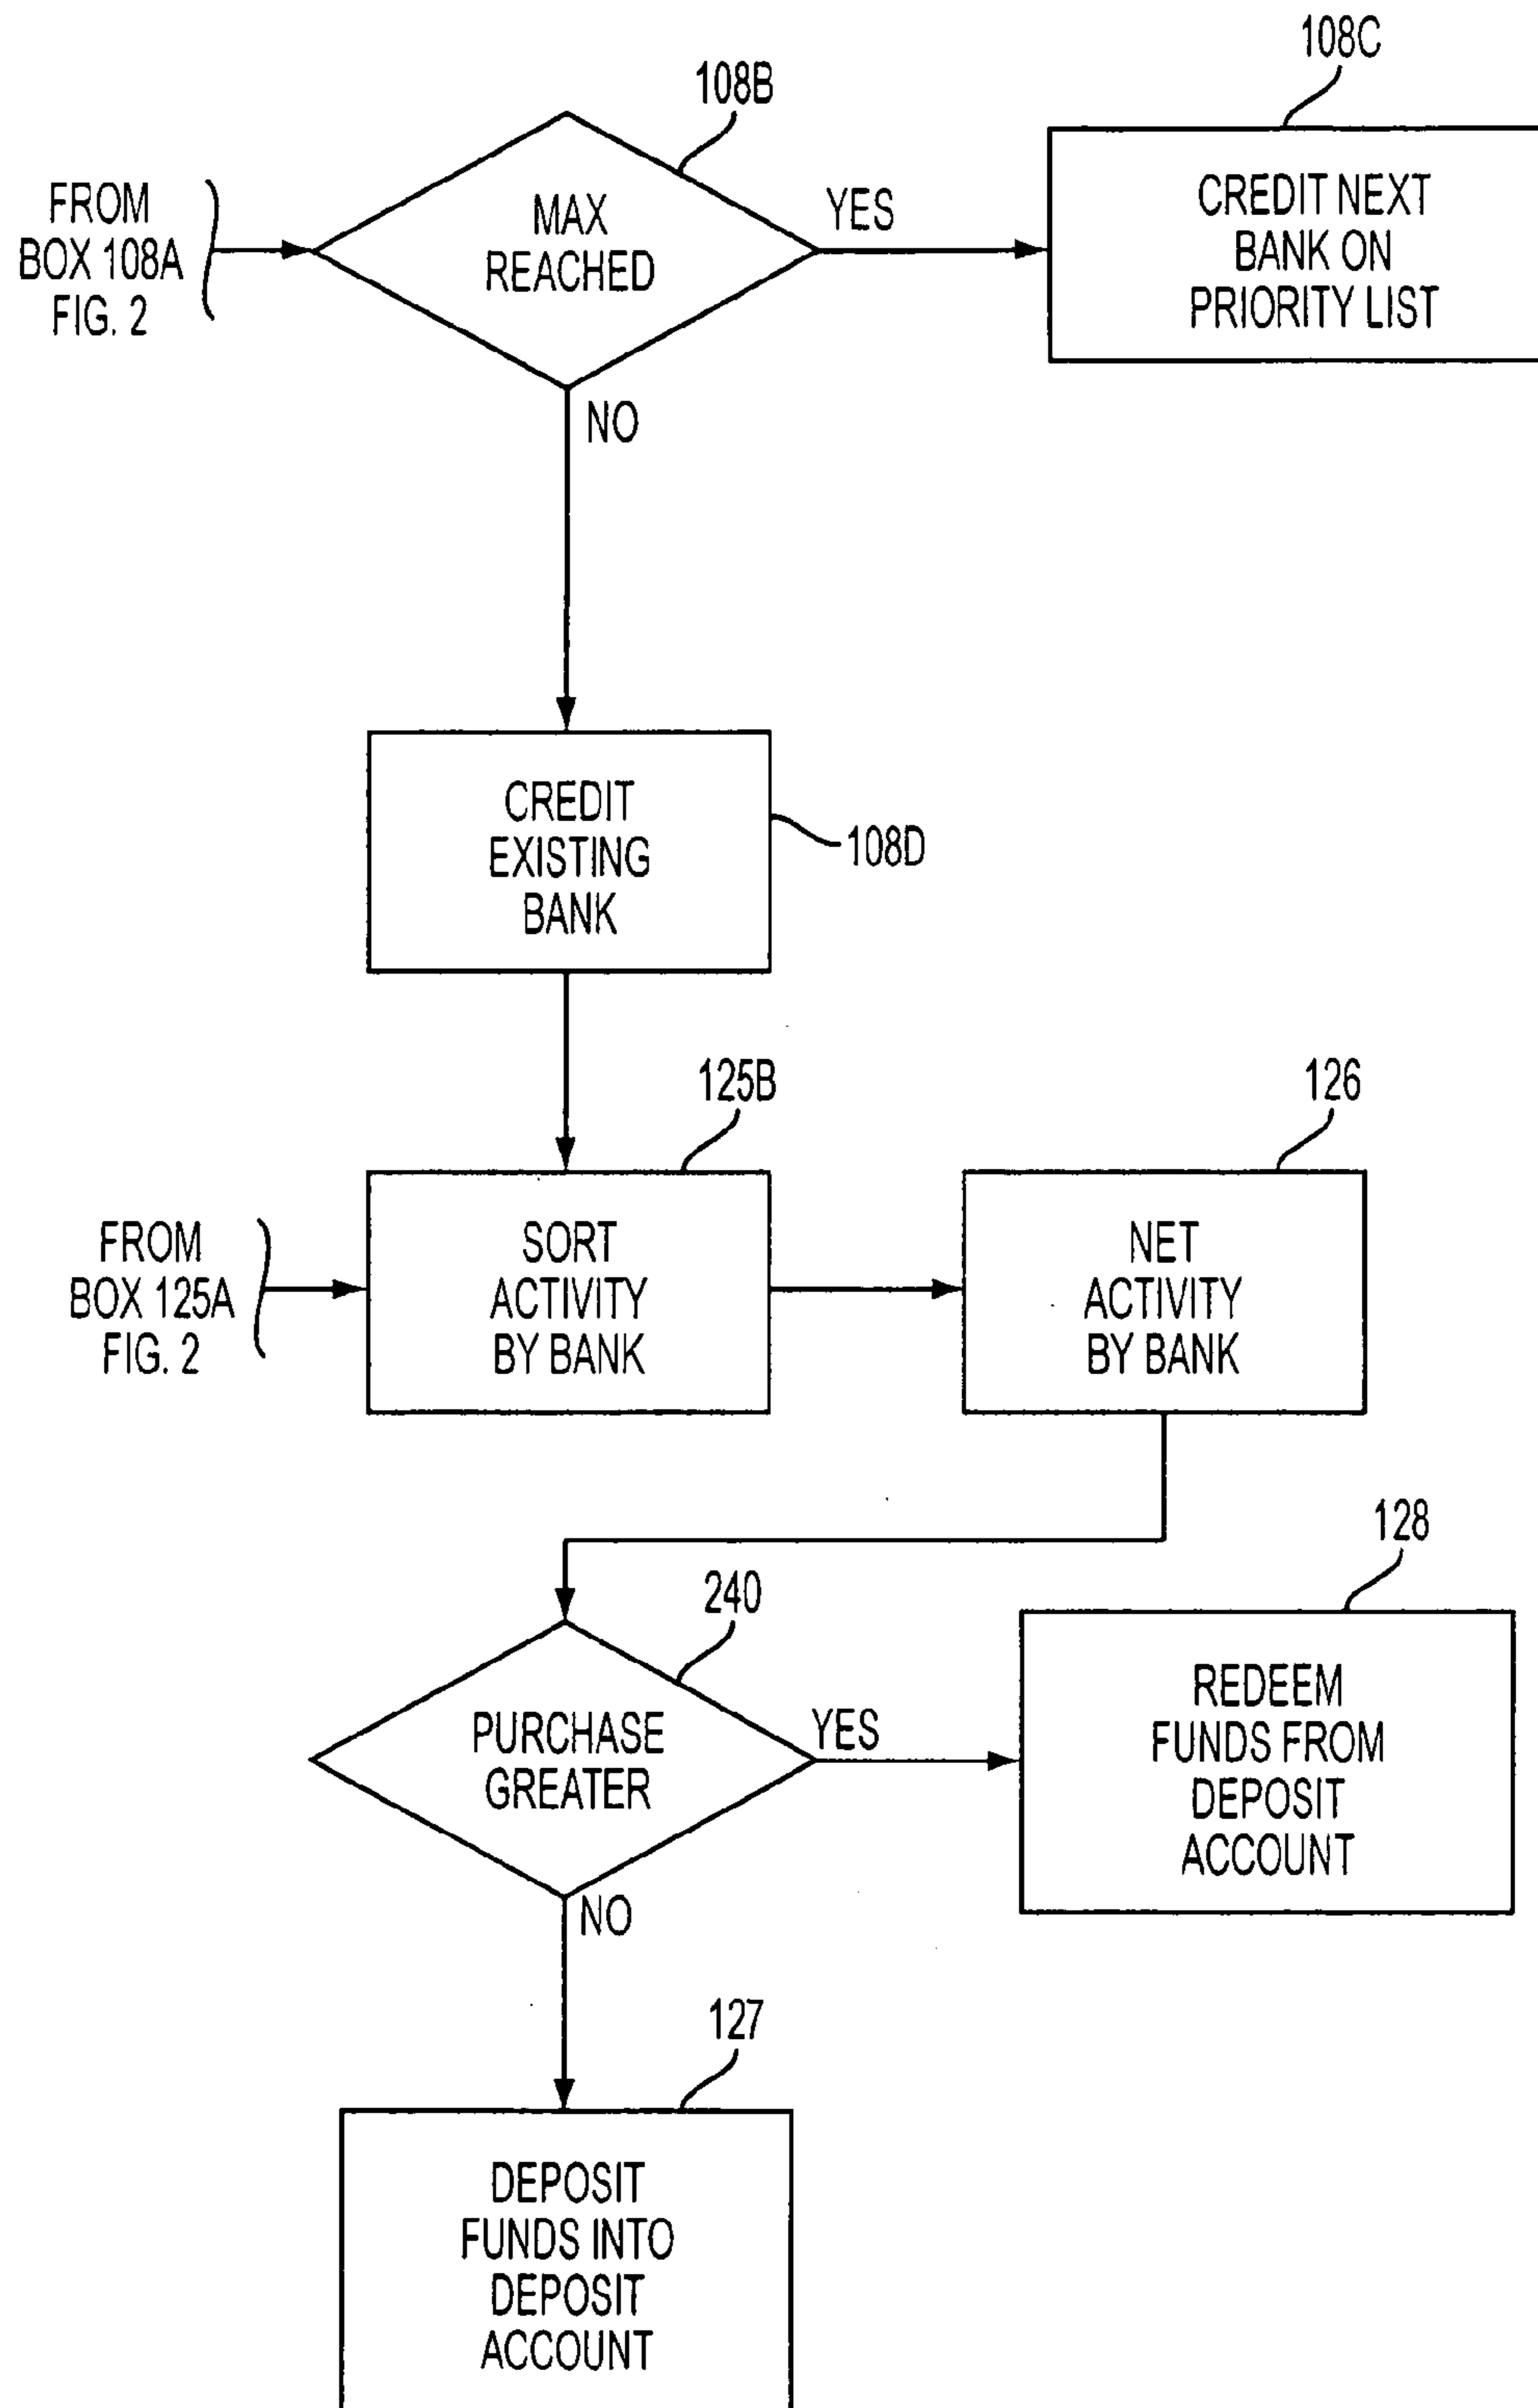 108C
108B
FROM
BOX 108A
FIG. 2
MAX
REACHED
YES
CREDIT NEXT
BANK ON
PRIORITY LIST
NO
CREDIT
EXISTING
BANK
108D
125B
126
FROM
BOX 125A
FIG. 2
SORT
ACTIVITY
BY BANK
NET
ACTIVITY
BY BANK
128
240
PURCHASE
GREATER
YES
REDEEM
FUNDS FROM
DEPOSIT
ACCOUNT
NO
127
DEPOSIT
FUNDS INTO
DEPOSIT
ACCOUNT